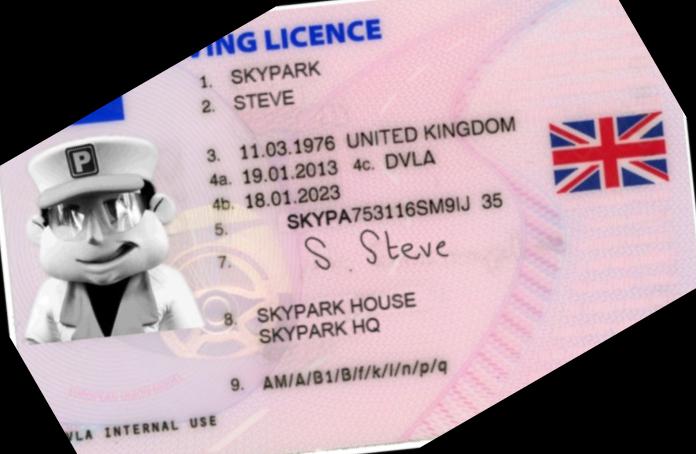 ING LICENCE
1. SKYPARK
2. STEVE
3. 11.03.1976 UNITED KINGDOM
4a. 19.01.2013 4c. DVLA
4b. 18.01.2023
5. SKYPA753116SM9IJ 35
7. S. Steve
8. SKYPARK HOUSE
SKYPARK HQ
9. AM/A/B1/B/f/k/l/n/p/q
VLA INTERNAL USE
P